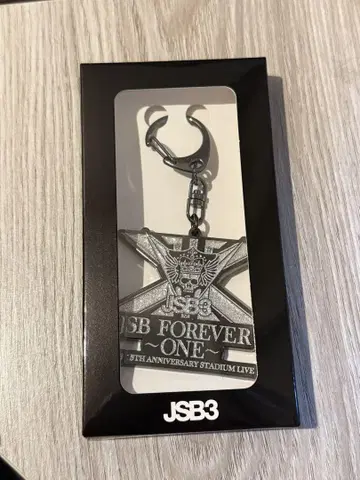 JSB3
JSB FOREVER
~ONE~
5TH ANNIVERSARY STADIUM LIVE
JSB3